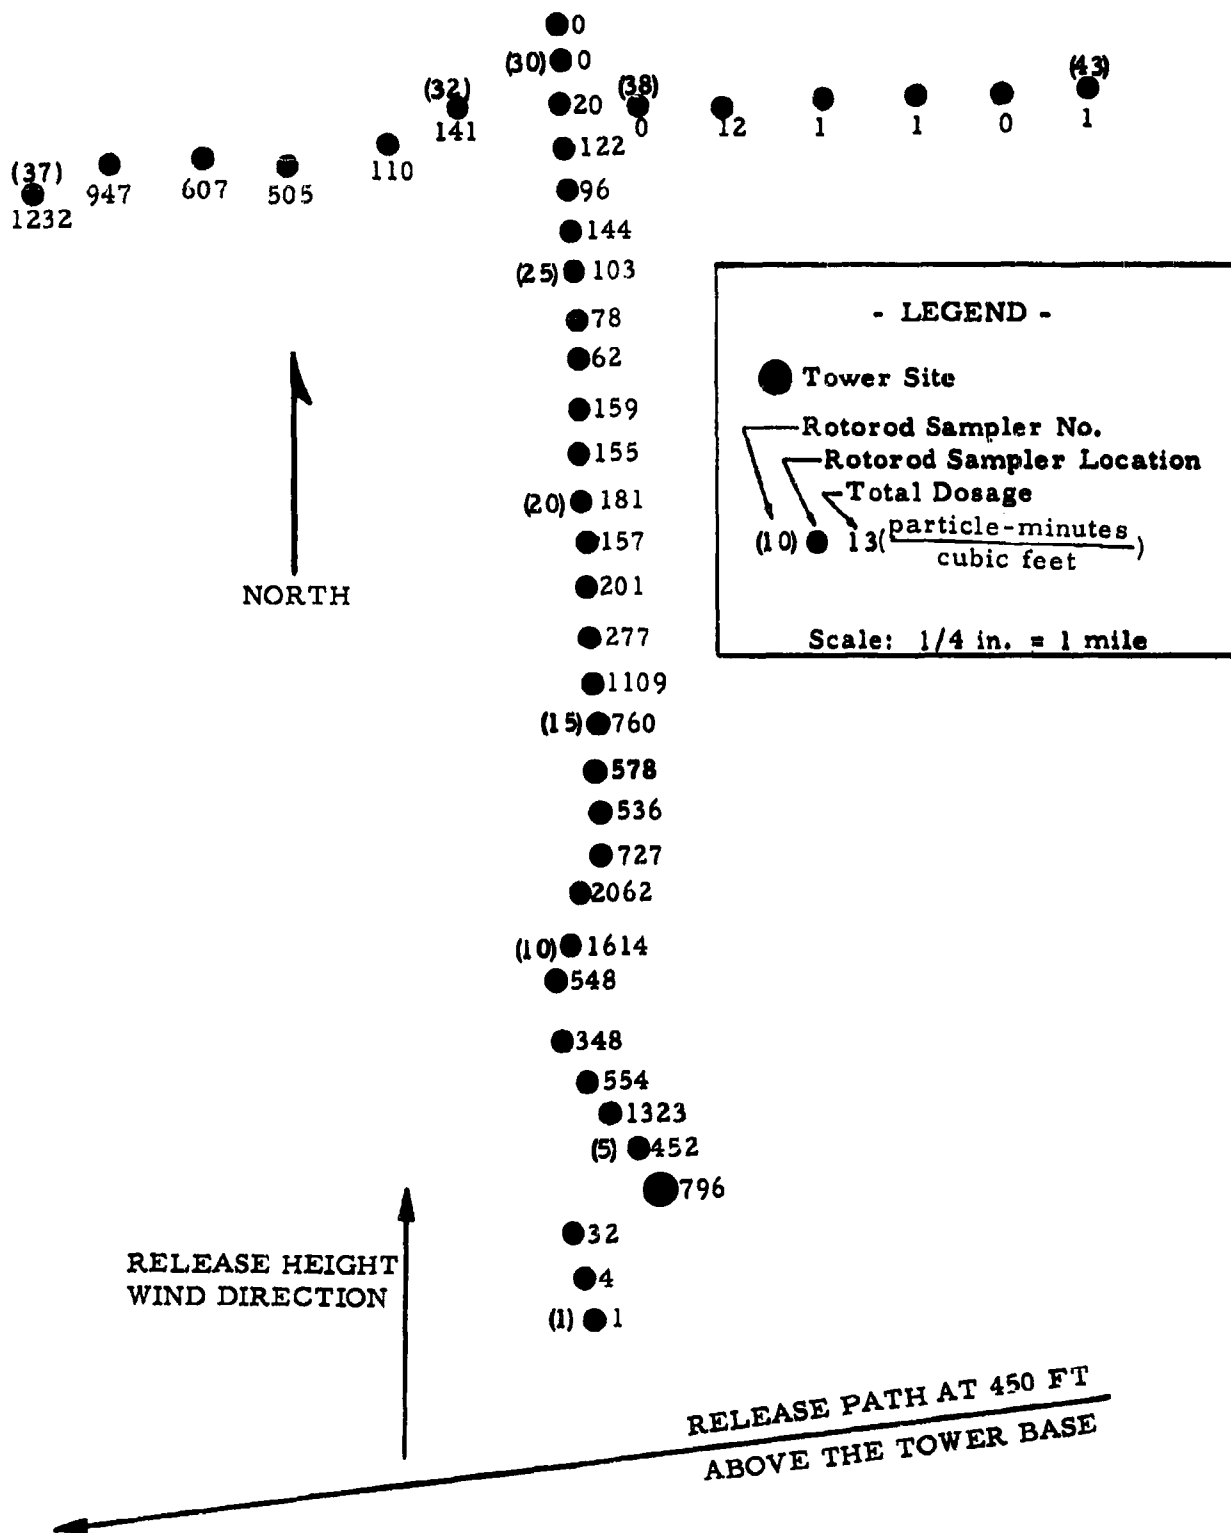 0
(30) 0
(32) 20 (38) (43)
141 0 12 1 1 0 1
122
110
(37) 947 607 505 96
1232
144
(25) 103
78
62
159
155
(20) 181
157
201
277
1109
(15) 760
578
536
727
2062
(10) 1614
548
348
554
1323
(5) 452
796
32
4
(1) 1
NORTH
- LEGEND -
Tower Site
Rotorod Sampler No.
Rotorod Sampler Location
Total Dosage
(10) 13 (particle-minutes
cubic feet)
Scale: 1/4 in. = 1 mile
RELEASE HEIGHT
WIND DIRECTION
RELEASE PATH AT 450 FT
ABOVE THE TOWER BASE